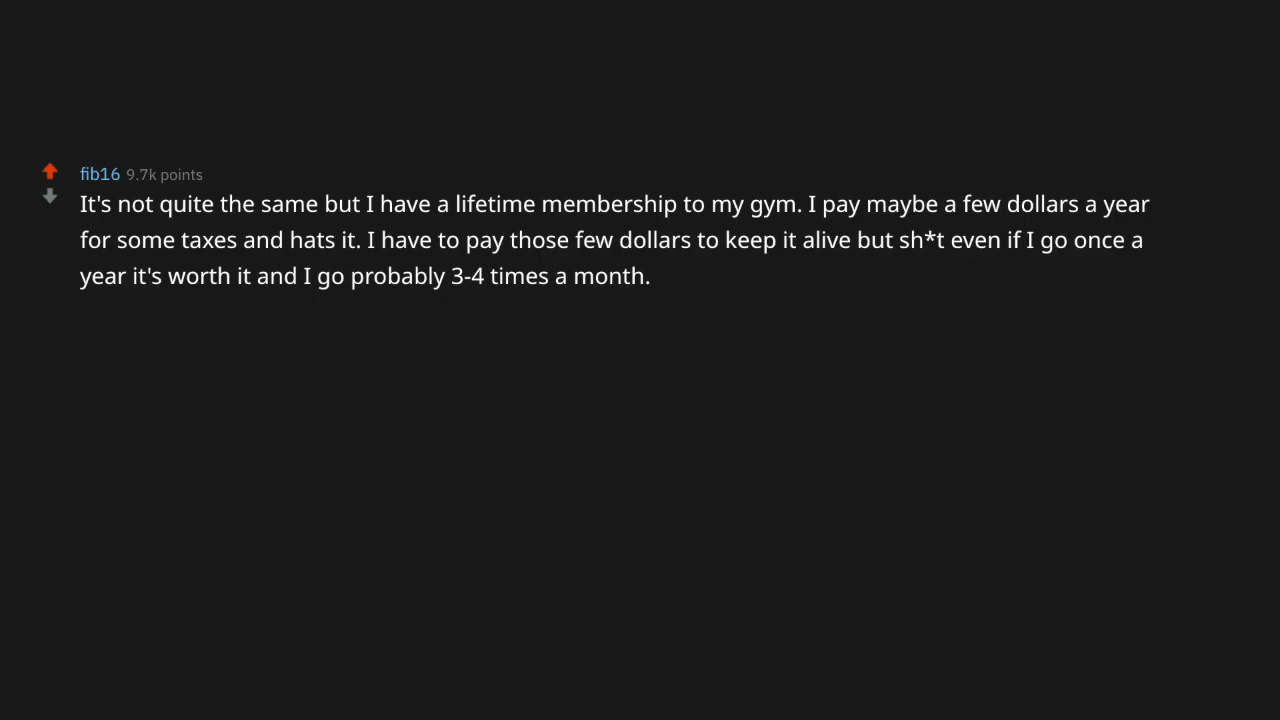 fib16 9.7k points
It's not quite the same but I have a lifetime membership to my gym. I pay maybe a few dollars a year
for some taxes and hats it. I have to pay those few dollars to keep it alive but sh*t even if I go once a
year it's worth it and I go probably 3-4 times a month.